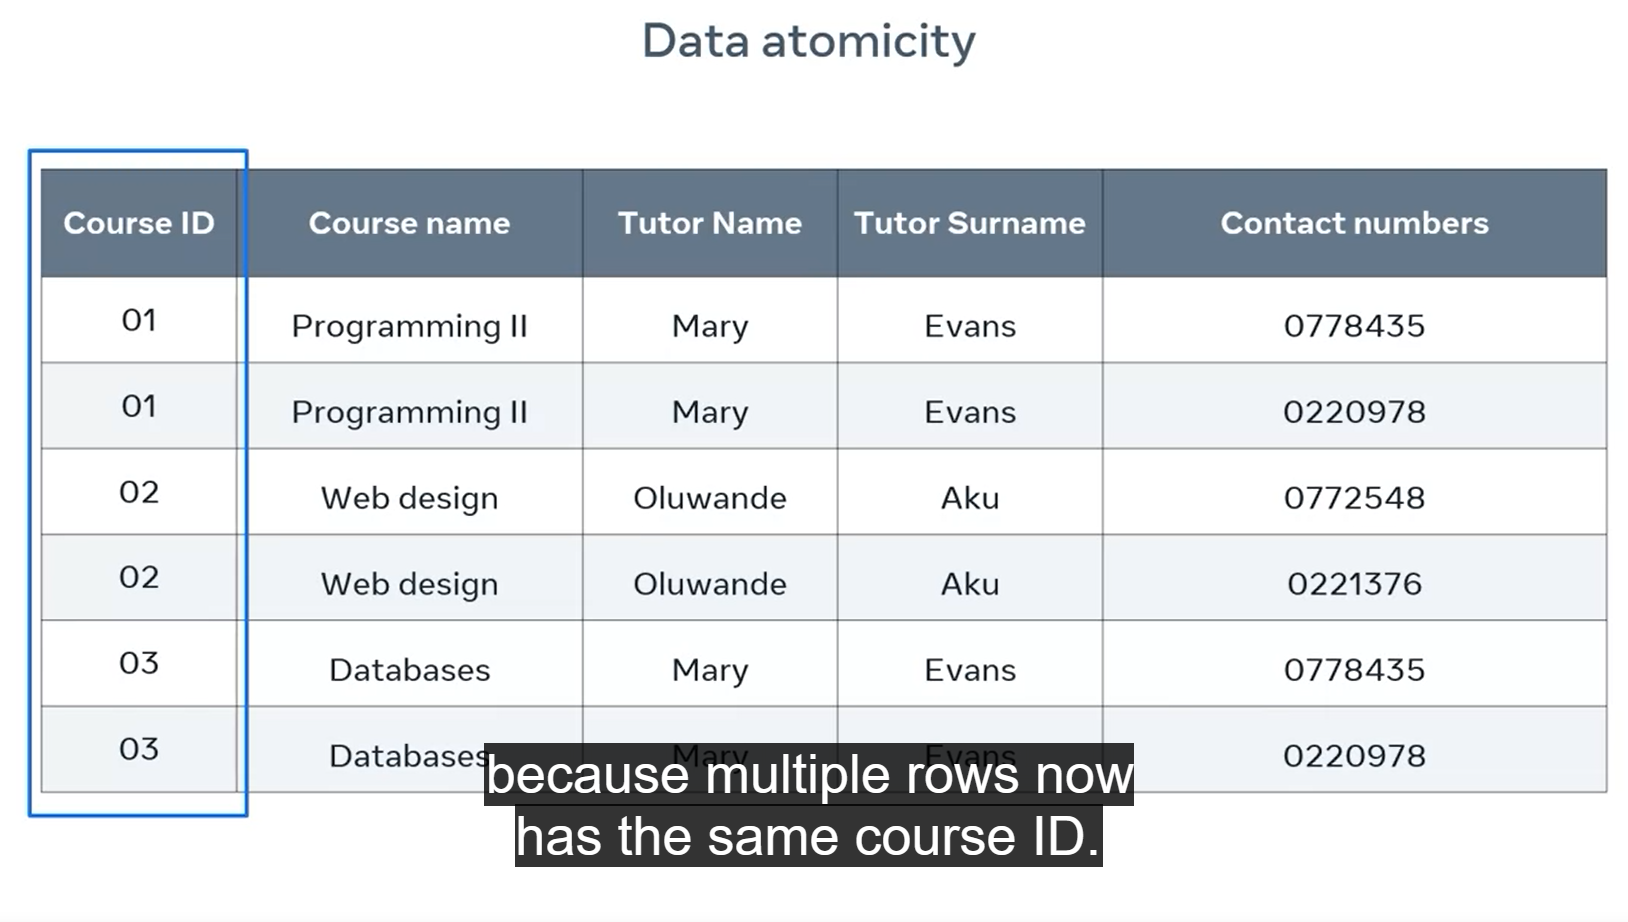 Data atomicity
Course ID Course name Tutor Name Tutor Surname Contact numbers
01 Programming II Mary Evans 0778435
01 Programming II Mary Evans 0220978
02 Web design Oluwande Aku 0772548
02 Web design Oluwande Aku 0221376
03 Databases Mary Evans 0778435
03 Databases Mary Evans 0220978
because multiple rows now
has the same course ID.